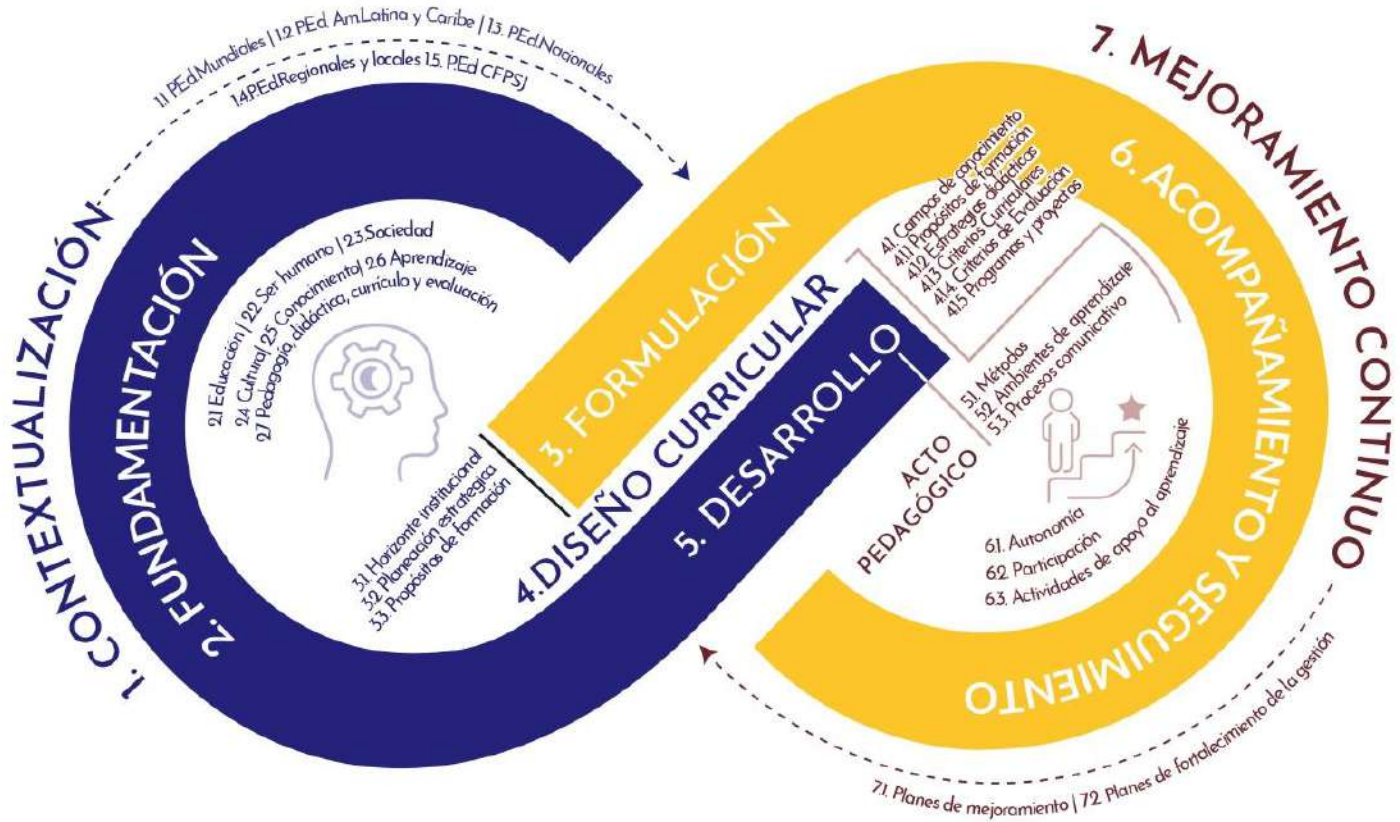 1. CONTEXTUALIZACIÓN
1.1 P.Ed.Mundiales | 1.2 P.Ed. Am.Latina y Caribe | 1.3. P.Ed.Nacionales
1.4.P.Ed.Regionales y locales 1.5. P.Ed CFPSJ
2. FUNDAMENTACIÓN
2.1 Educación | 2.2. Ser humano | 2.3.Sociedad
2.4 Cultural| 2.5 Conocimiento| 2.6 Aprendizaje
2.7 Pedagogía, didáctica, currículo y evaluación
3. FORMULACIÓN
3.1 Horizonte institucional
3.2 Planeación estrategica
3.3. Propósitos de formación
4.DISEÑO CURRICULAR
4.1. Campos de conocimiento
4.1.1 Propósitos de formación
4.1.2 Estrategias didácticas
4.1.3 Criterios Curriculares
4.1.4. Criterios de Evaluación
4.1.5 Programas y proyectos
5. DESARROLLO
ACTO
PEDAGÓGICO
5.1. Métodos
5.2. Ambientes de aprendizaje
5.3. Procesos comunicativo
6. ACOMPAÑAMIENTO Y SEGUIMIENTO
6.1. Autonomía
6.2. Participación
6.3. Actividades de apoyo al aprendizaje
7. MEJORAMIENTO CONTINUO
7.1. Planes de mejoramiento | 7.2. Planes de fortalecimiento de la gestión